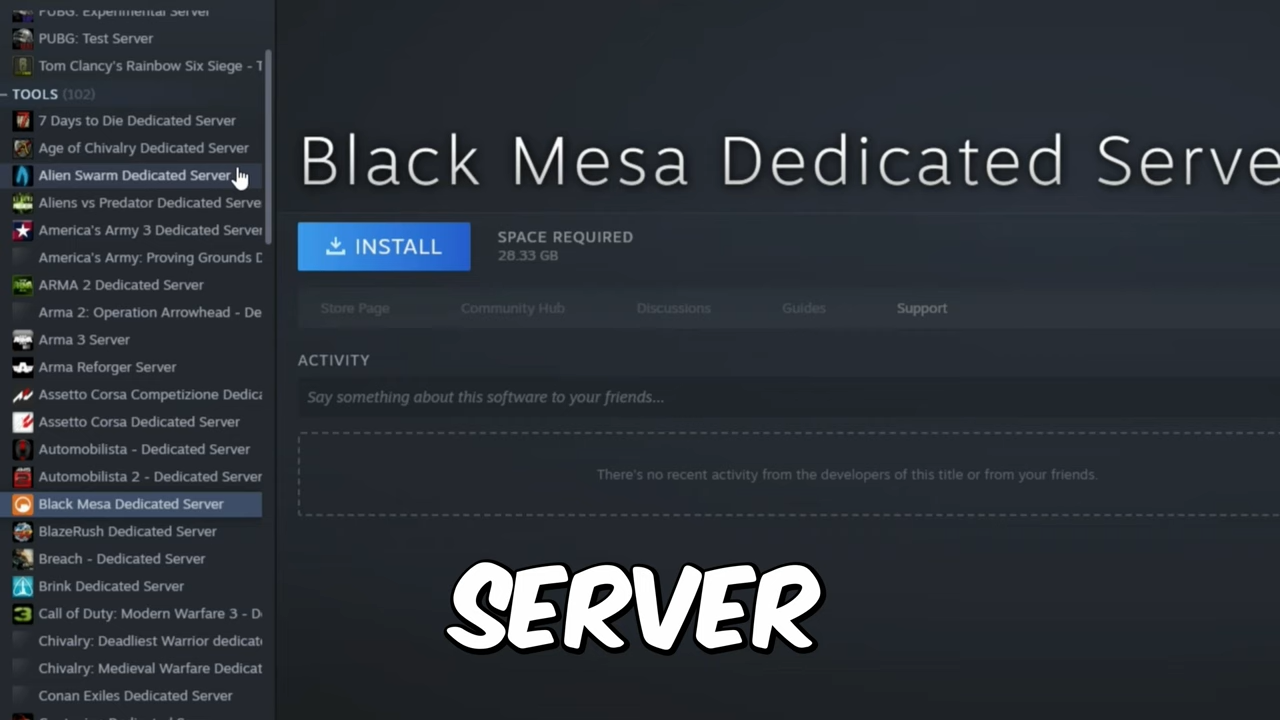 PUBG: Experimental Server
PUBG: Test Server
Tom Clancy's Rainbow Six Siege - T
– TOOLS (102)
7 Days to Die Dedicated Server
Age of Chivalry Dedicated Server
Alien Swarm Dedicated Server
Aliens vs Predator Dedicated Serve
America's Army 3 Dedicated Server
America's Army: Proving Grounds D
ARMA 2 Dedicated Server
Arma 2: Operation Arrowhead - De
Arma 3 Server
Arma Reforger Server
Assetto Corsa Competizione Dedica
Assetto Corsa Dedicated Server
Automobilista - Dedicated Server
Automobilista 2 - Dedicated Server
Black Mesa Dedicated Server
BlazeRush Dedicated Server
Breach - Dedicated Server
Brink Dedicated Server
Call of Duty: Modern Warfare 3 - D
Chivalry: Deadliest Warrior dedicat
Chivalry: Medieval Warfare Dedicat
Conan Exiles Dedicated Server
Black Mesa Dedicated Serve
INSTALL
SPACE REQUIRED
28.33 GB
Store Page Community Hub Discussions Guides Support
ACTIVITY
Say something about this software to your friends...
There's no recent activity from the developers of this title or from your friends.
SERVER